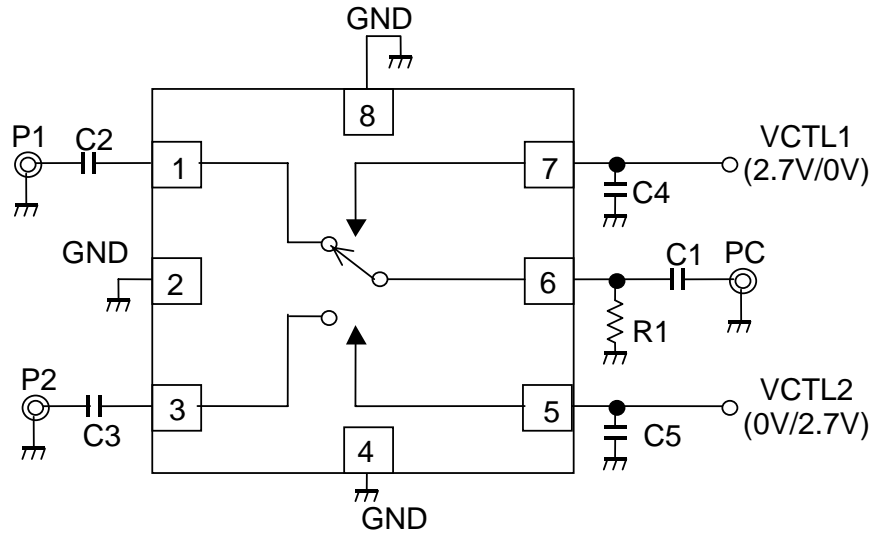 GND
8
P1
C2
1
7
VCTL1
(2.7V/0V)
C4
GND
2
6
C1
PC
R1
P2
C3
3
5
VCTL2
(0V/2.7V)
C5
4
GND